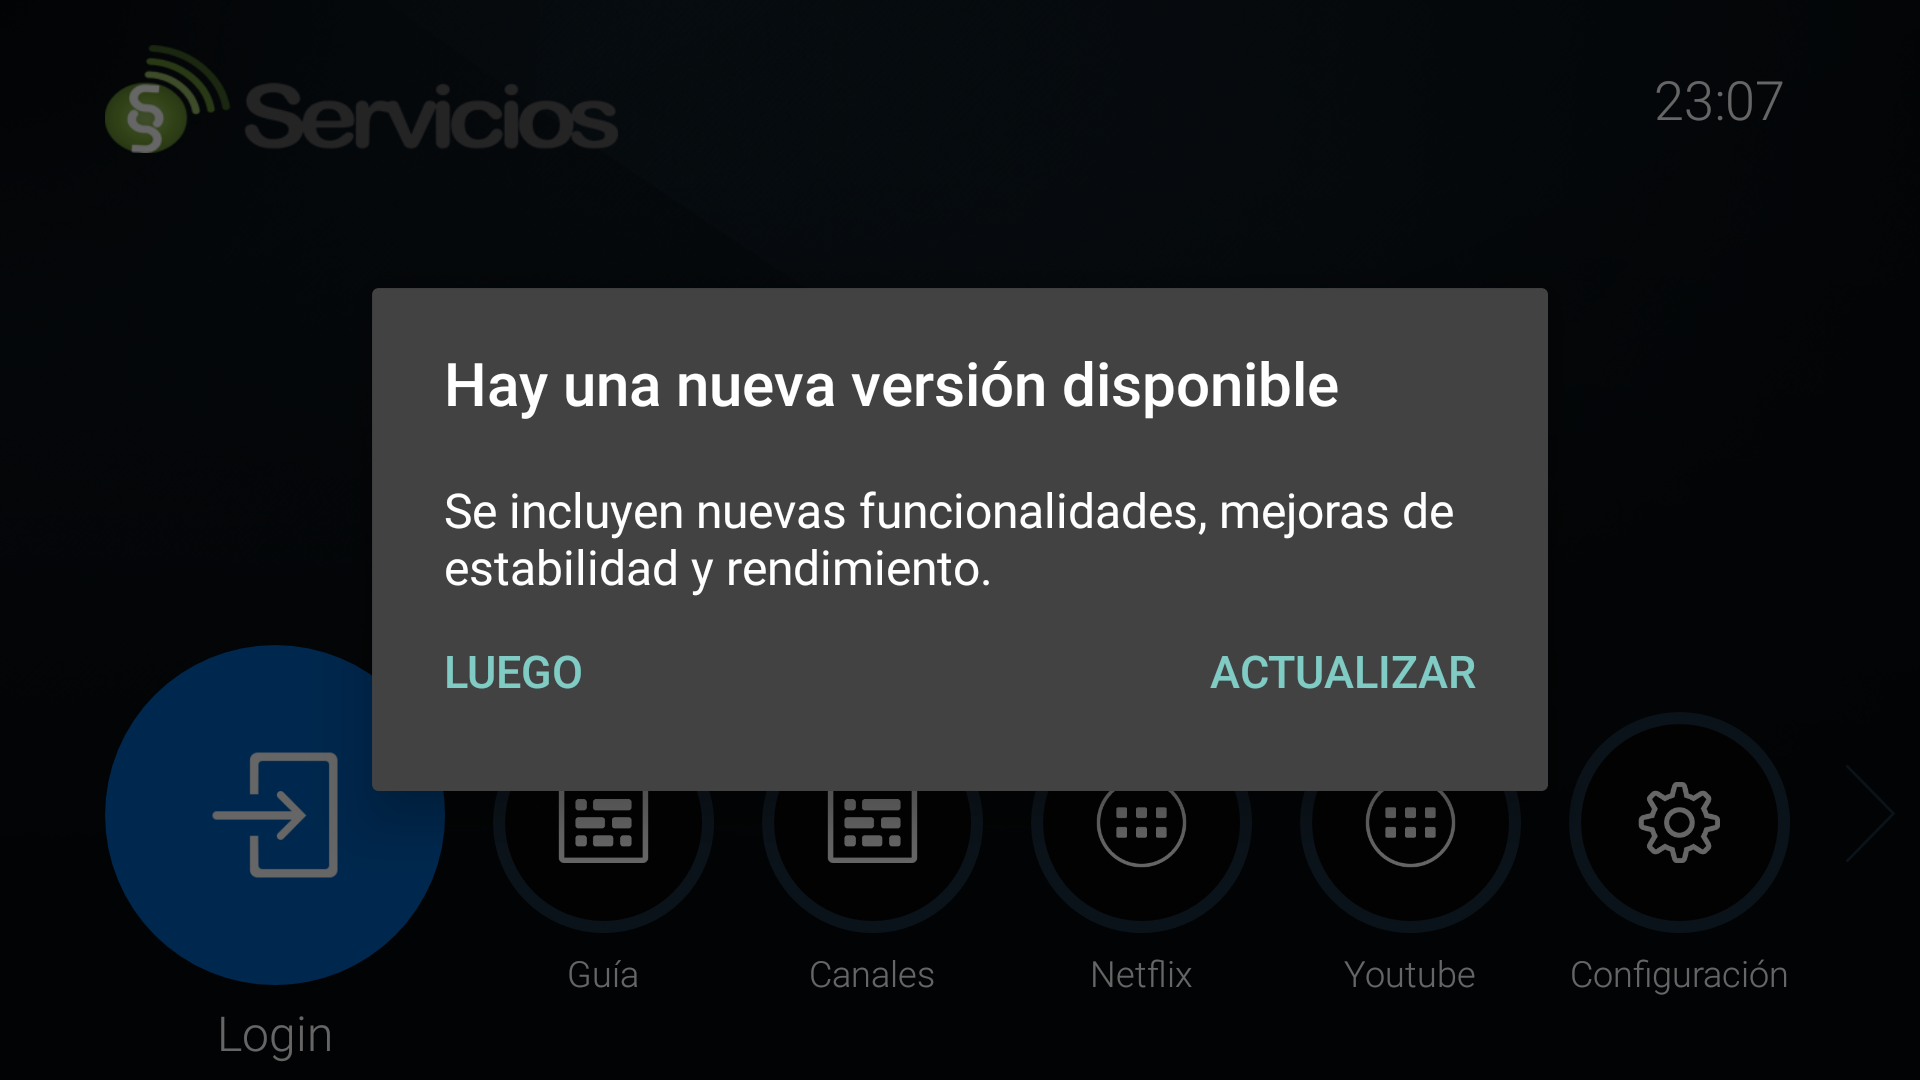 Servicios
23:07
Hay una nueva versión disponible
Se incluyen nuevas funcionalidades, mejoras de
estabilidad y rendimiento.
LUEGO
ACTUALIZAR
Login
Guía
Canales
Netflix
Youtube
Configuración